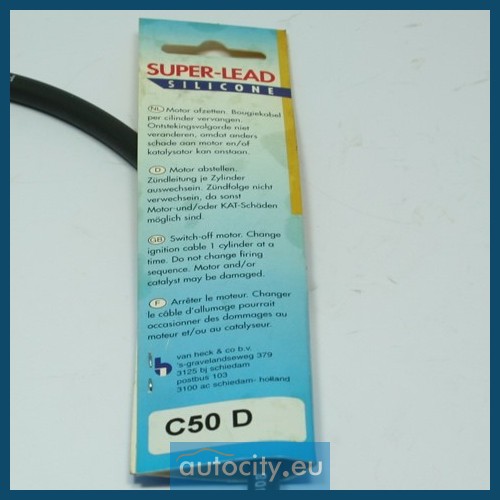 SUPER-LEAD
SILICONE
NL Motor afzetten. Bougiekabel
per cilinder vervangen.
Ontstekingsvolgorde niet
veranderen, omdat anders
schade aan motor en/of
katalysator kan onstaan.
D Motor abstellen.
Zündleitung je Zylinder
auswechseln. Zündfolge nicht
verwechseln, da sonst
Motor-und/oder KAT-Schäden
möglich sind.
GB Switch-off motor. Change
ignition cable 1 cylinder at a
time. Do not change firing
sequence. Motor and/or
catalyst may be damaged.
F Arrêter le moteur. Changer
le câble d'allumage pourrait
occasionner des dommages au
moteur et/ou au catalyseur.
van heck & co b.v.
's-gravelandseweg 379
3125 bj schiedam
postbus 103
3100 ac schiedam- holland
C50 D
autocity.eu